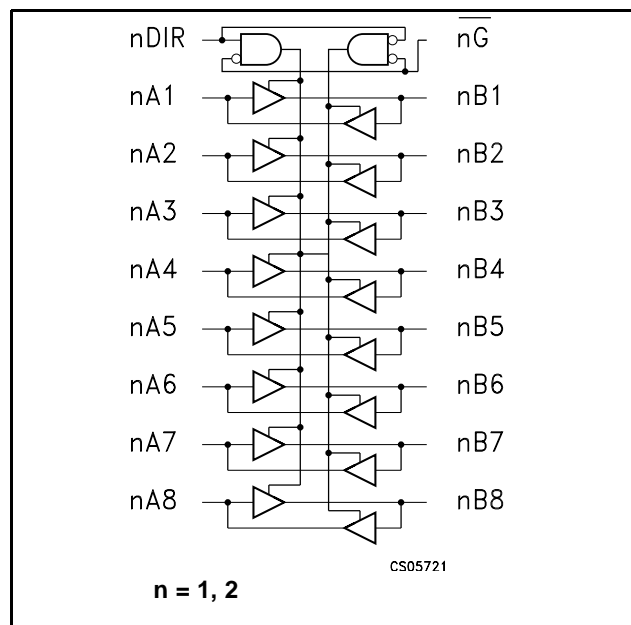 nDIR nG̅
nA1 nB1
nA2 nB2
nA3 nB3
nA4 nB4
nA5 nB5
nA6 nB6
nA7 nB7
nA8 nB8
CS05721
n = 1, 2